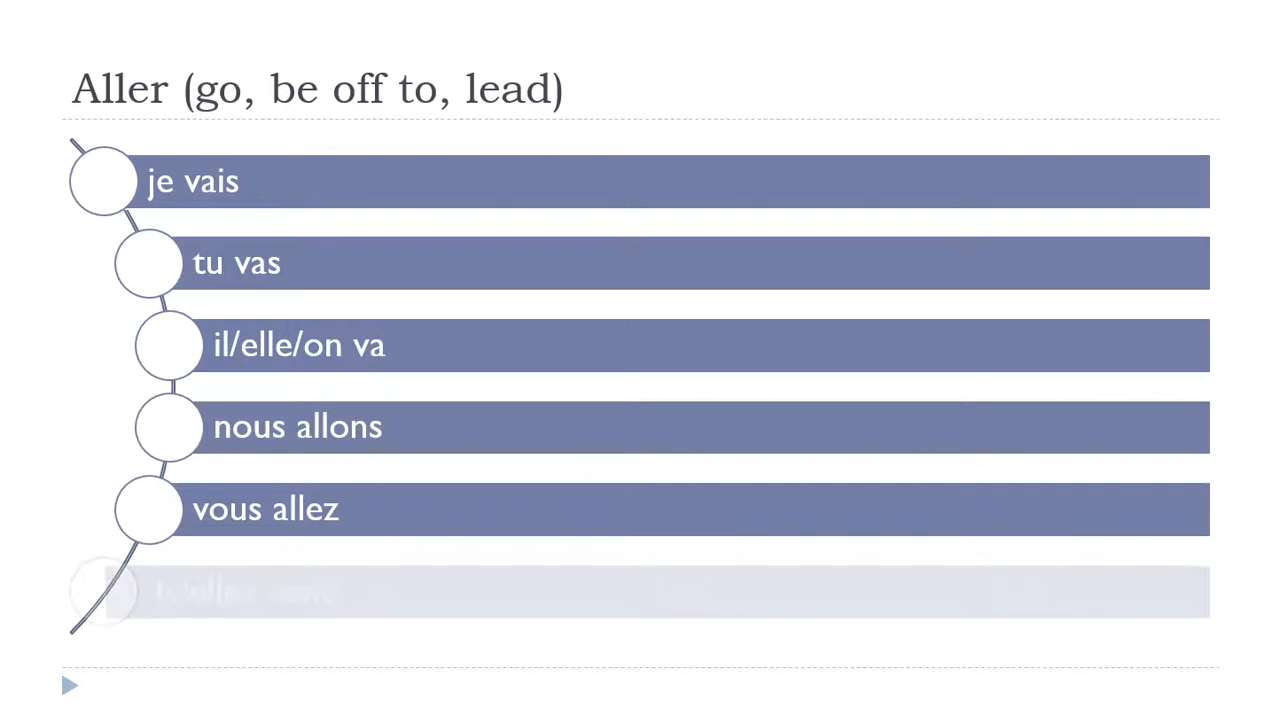 Aller (go, be off to, lead)
je vais
tu vas
il/elle/on va
nous allons
vous allez